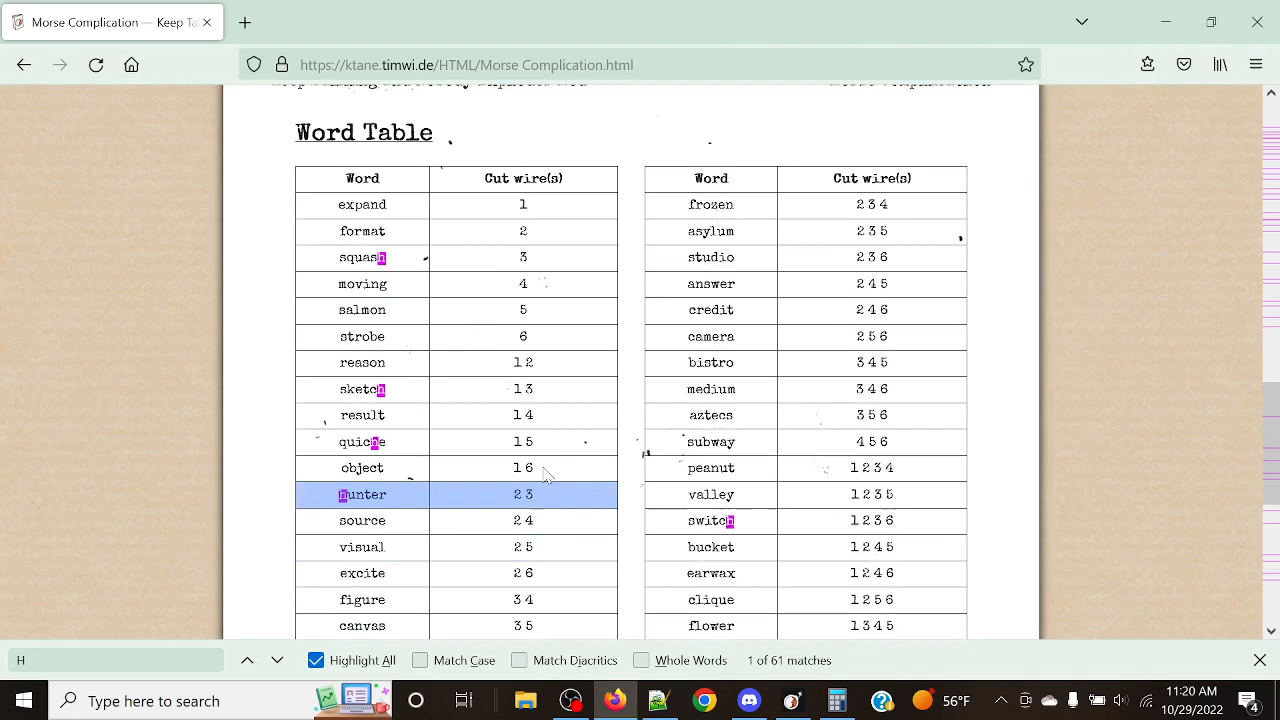 Morse Complication — Keep Ta
https://ktane.timwi.de/HTML/Morse Complication.html
Word Table
Word Cut wire(s)
expand 1
format 2
squash 3
moving 4
salmon 5
strobe 6
reason 1 2
sketch 1 3
result 1 4
quiche 1 5
object 1 6
hunter 2 3
source 2 4
visual 2 5
excite 2 6
figure 3 4
canvas 3 5
Word Cut wire(s)
frozen 2 3 4
asylum 2 3 5
studio 2 3 6
answer 2 4 5
credit 2 4 6
camera 2 5 6
bistro 3 4 5
medium 3 4 6
aztecs 3 5 6
subway 4 5 6
peanut 1 2 3 4
valley 1 2 3 5
switch 1 2 3 6
bucket 1 2 4 5
earwax 1 2 4 6
clique 1 2 5 6
flower 1 3 4 5
H Highlight All Match Case Match Diacritics Whole Words 1 of 61 matches
Type here to search
56°F
11:20 AM
10/29/2022
4